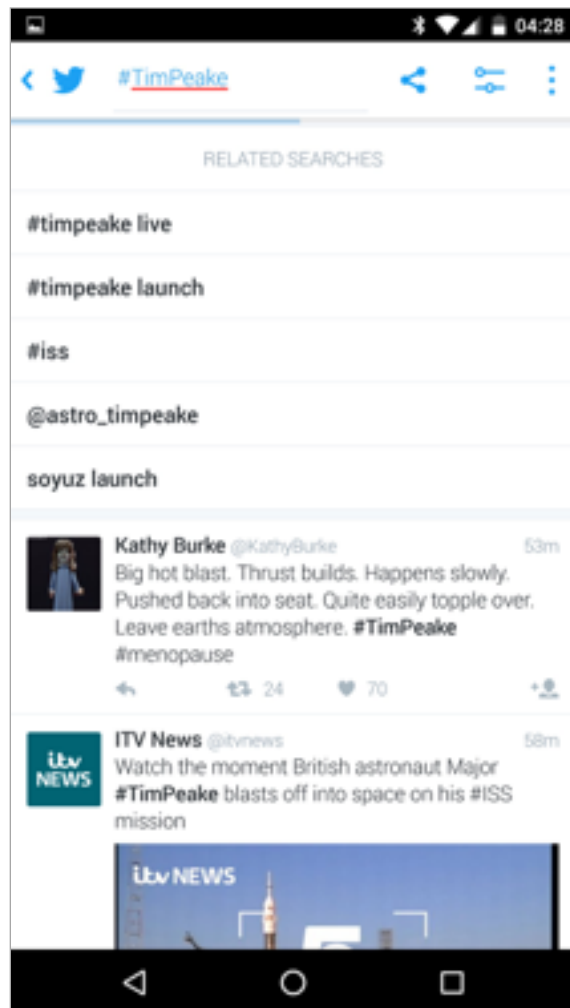 04:28
#TimPeake
RELATED SEARCHES
#timpeake live
#timpeake launch
#iss
@astro_timpeake
soyuz launch
Kathy Burke @KathyBurke 53m
Big hot blast. Thrust builds. Happens slowly.
Pushed back into seat. Quite easily topple over.
Leave earths atmosphere. #TimPeake
#menopause
24 70
itv NEWS
ITV News @itvnews 58m
Watch the moment British astronaut Major
#TimPeake blasts off into space on his #ISS
mission
itv NEWS
5